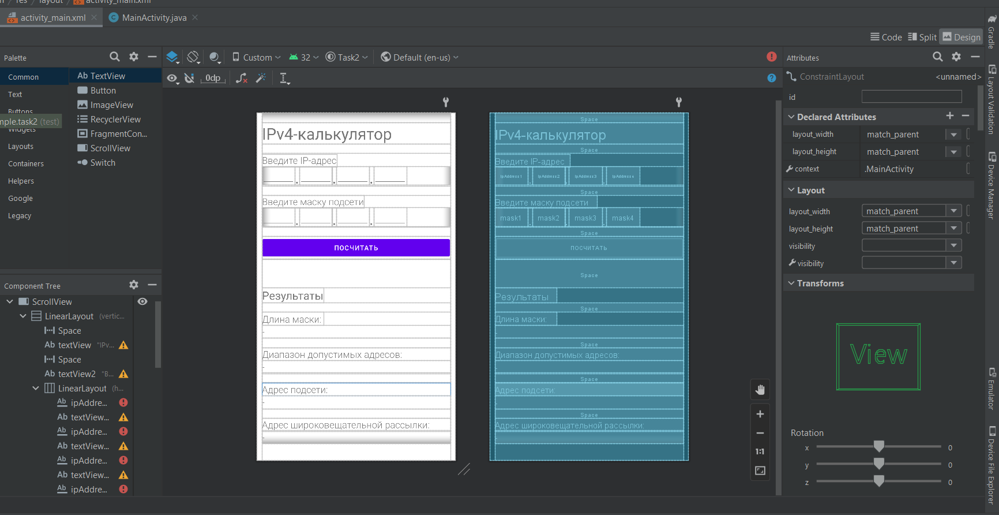 res / layout / activity_main.xml
activity_main.xml
MainActivity.java
Code
Split
Design
Palette
Common
Text
Buttons
mple.task2 (test)
Widgets
Layouts
Containers
Helpers
Google
Legacy
Ab TextView
Button
ImageView
RecyclerView
FragmentCon...
ScrollView
Switch
Custom
32
Task2
Default (en-us)
0dp
Component Tree
ScrollView
LinearLayout (vertic...
Space
Ab textView "IPv...
Space
Ab textView2 "В...
LinearLayout (h...
Ab ipAddre...
Ab textView...
Ab ipAddre...
Ab textView...
Ab ipAddre...
Ab textView...
Ab ipAddre...
IPv4-калькулятор
Введите IP-адрес
. . .
Введите маску подсети
. . .
ПОСЧИТАТЬ
Результаты
Длина маски:
-
Диапазон допустимых адресов:
-
Адрес подсети:
-
Адрес широковещательной рассылки:
-
Space
IPv4-калькулятор
Space
Введите IP-адрес
ipAddress1 . ipAddress2 . ipAddress3 . ipAddress4
Space
Введите маску подсети
mask1 . mask2 . mask3 . mask4
Space
ПОСЧИТАТЬ
Space
Результаты
Space
Длина маски:
-
Space
Диапазон допустимых адресов:
-
Space
Адрес подсети:
-
Space
Адрес широковещательной рассылки:
-
1:1
Attributes
ConstraintLayout <unnamed>
id
Declared Attributes
layout_width match_parent
layout_height match_parent
context .MainActivity
Layout
layout_width match_parent
layout_height match_parent
visibility
visibility
Transforms
View
Rotation
x 0
y 0
z 0
Gradle
Layout Validation
Device Manager
Emulator
Device File Explorer